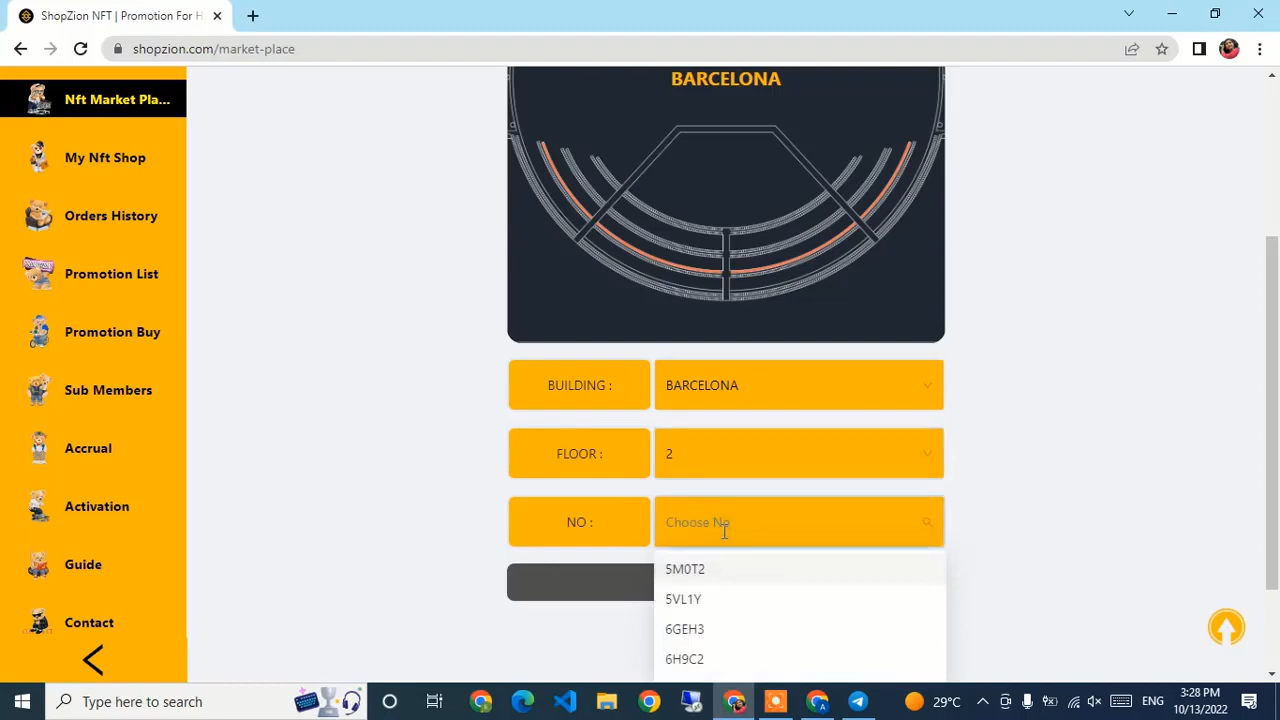 ShopZion NFT | Promotion For H
shopzion.com/market-place
Nft Market Pla...
My Nft Shop
Orders History
Promotion List
Promotion Buy
Sub Members
Accrual
Activation
Guide
Contact
BARCELONA
BUILDING :
BARCELONA
FLOOR :
2
NO :
Choose No
5M0T2
5VL1Y
6GEH3
6H9C2
Type here to search
29°C
ENG
3:28 PM
10/13/2022